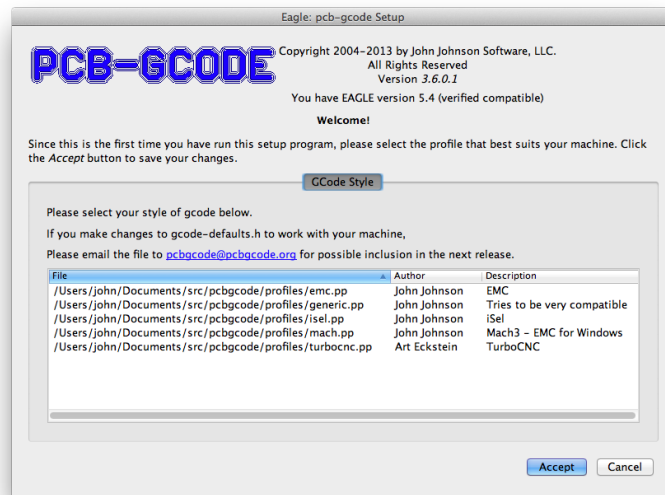 Eagle: pcb-gcode Setup
PCB-GCODE
Copyright 2004-2013 by John Johnson Software, LLC.
All Rights Reserved
Version 3.6.0.1
You have EAGLE version 5.4 (verified compatible)
Welcome!
Since this is the first time you have run this setup program, please select the profile that best suits your machine. Click
the Accept button to save your changes.
GCode Style
Please select your style of gcode below.
If you make changes to gcode-defaults.h to work with your machine,
Please email the file to pcbgcode@pcbgcode.org for possible inclusion in the next release.
File Author Description
/Users/john/Documents/src/pcbgcode/profiles/emc.pp John Johnson EMC
/Users/john/Documents/src/pcbgcode/profiles/generic.pp John Johnson Tries to be very compatible
/Users/john/Documents/src/pcbgcode/profiles/isel.pp John Johnson iSel
/Users/john/Documents/src/pcbgcode/profiles/mach.pp John Johnson Mach3 - EMC for Windows
/Users/john/Documents/src/pcbgcode/profiles/turbocnc.pp Art Eckstein TurboCNC
Accept Cancel